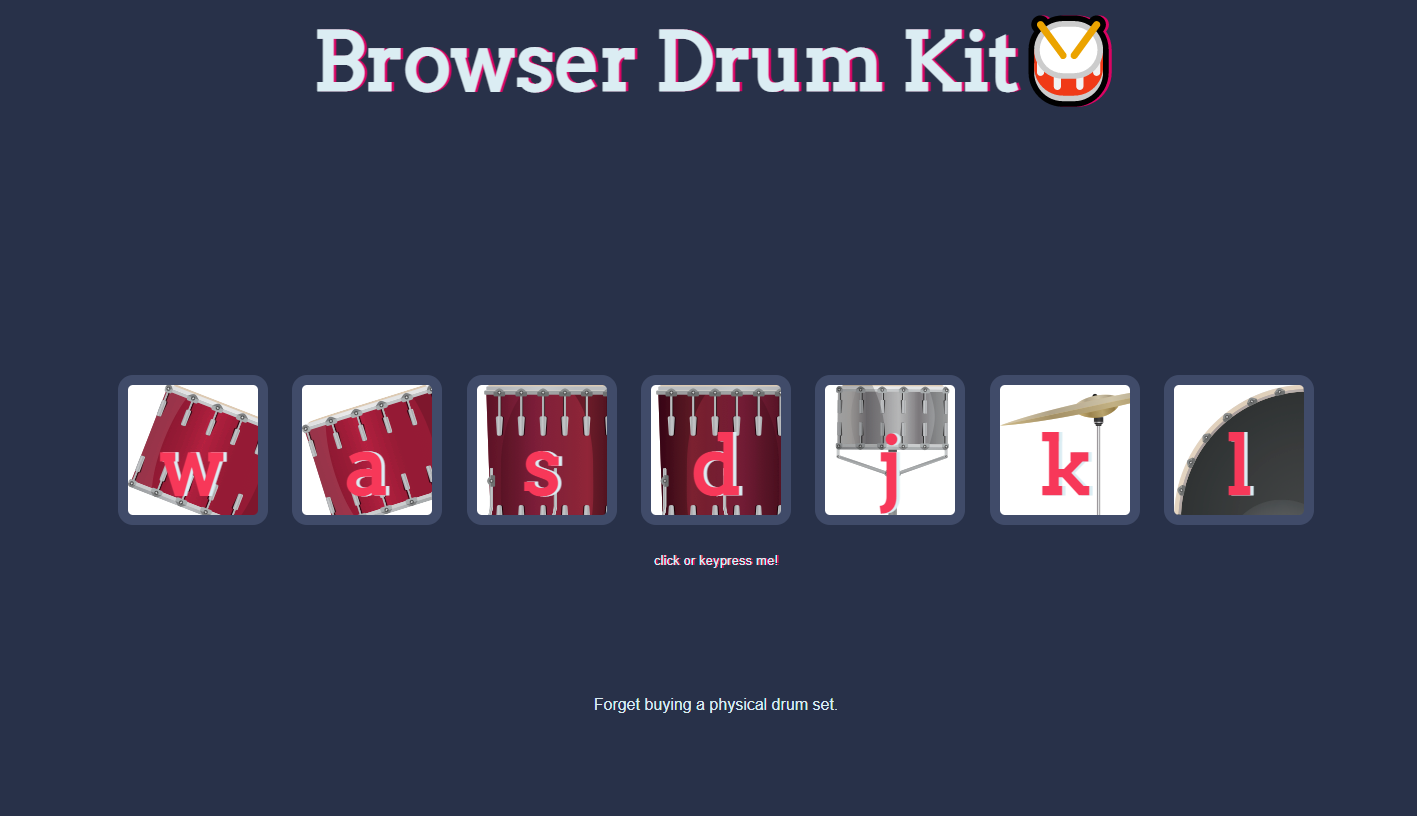 Browser Drum Kit
w a s d j k l
click or keypress me!
Forget buying a physical drum set.